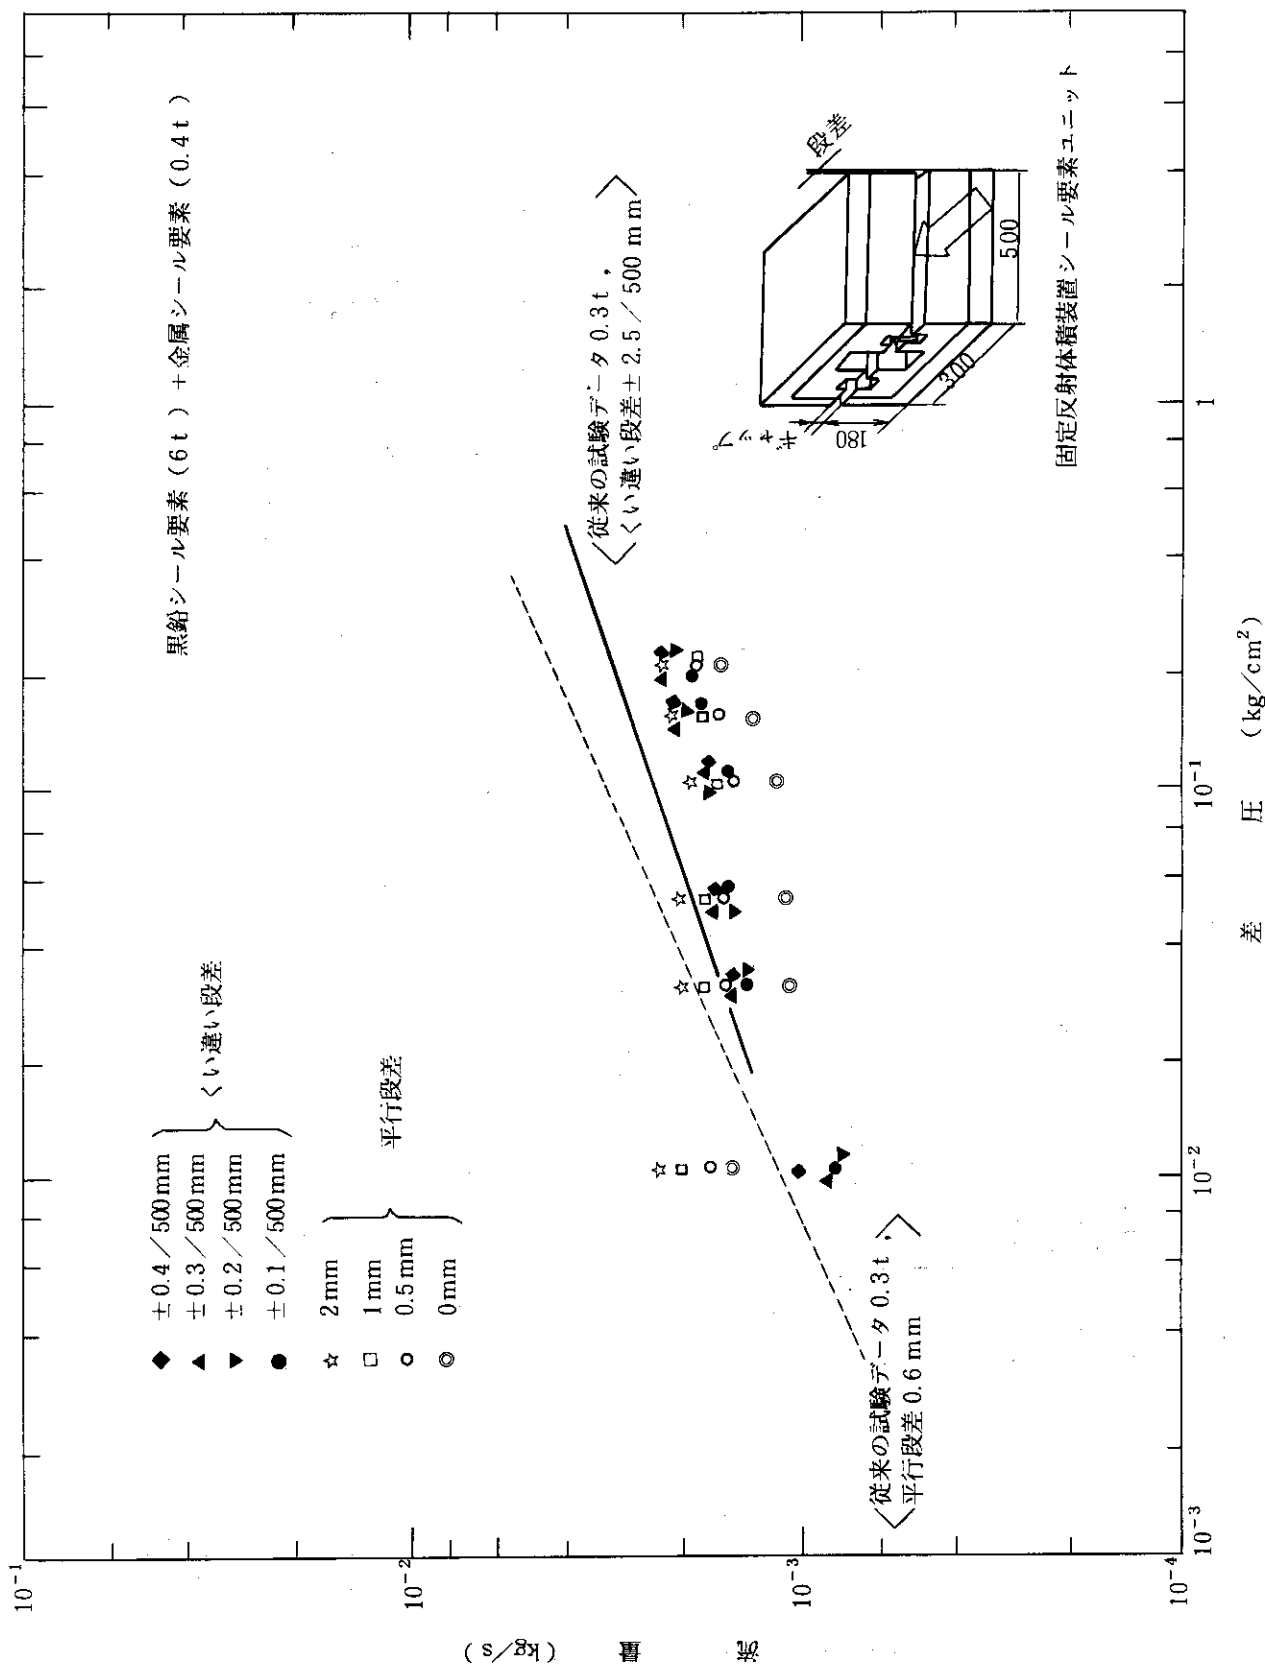 黒鉛シール要素(6t)+金属シール要素(0.4t)
◆ ±0.4/500mm
▲ ±0.3/500mm
▼ ±0.2/500mm
● ±0.1/500mm
くい違い段差
☆ 2mm
□ 1mm
○ 0.5mm
◎ 0mm
平行段差
従来の試験データ0.3t,
くい違い段差±2.5/500mm
従来の試験データ0.3t,
平行段差0.6mm
段差
ギャップ
180
300
500
固定反射体積装置シール要素ユニット
流量 (kg/s)
10⁻¹
10⁻²
10⁻³
10⁻⁴
10⁻³
10⁻²
10⁻¹
1
差圧 (kg/cm²)